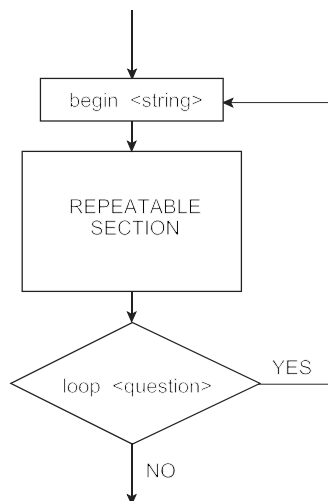 begin <string>
REPEATABLE
SECTION
loop <question>
YES
NO